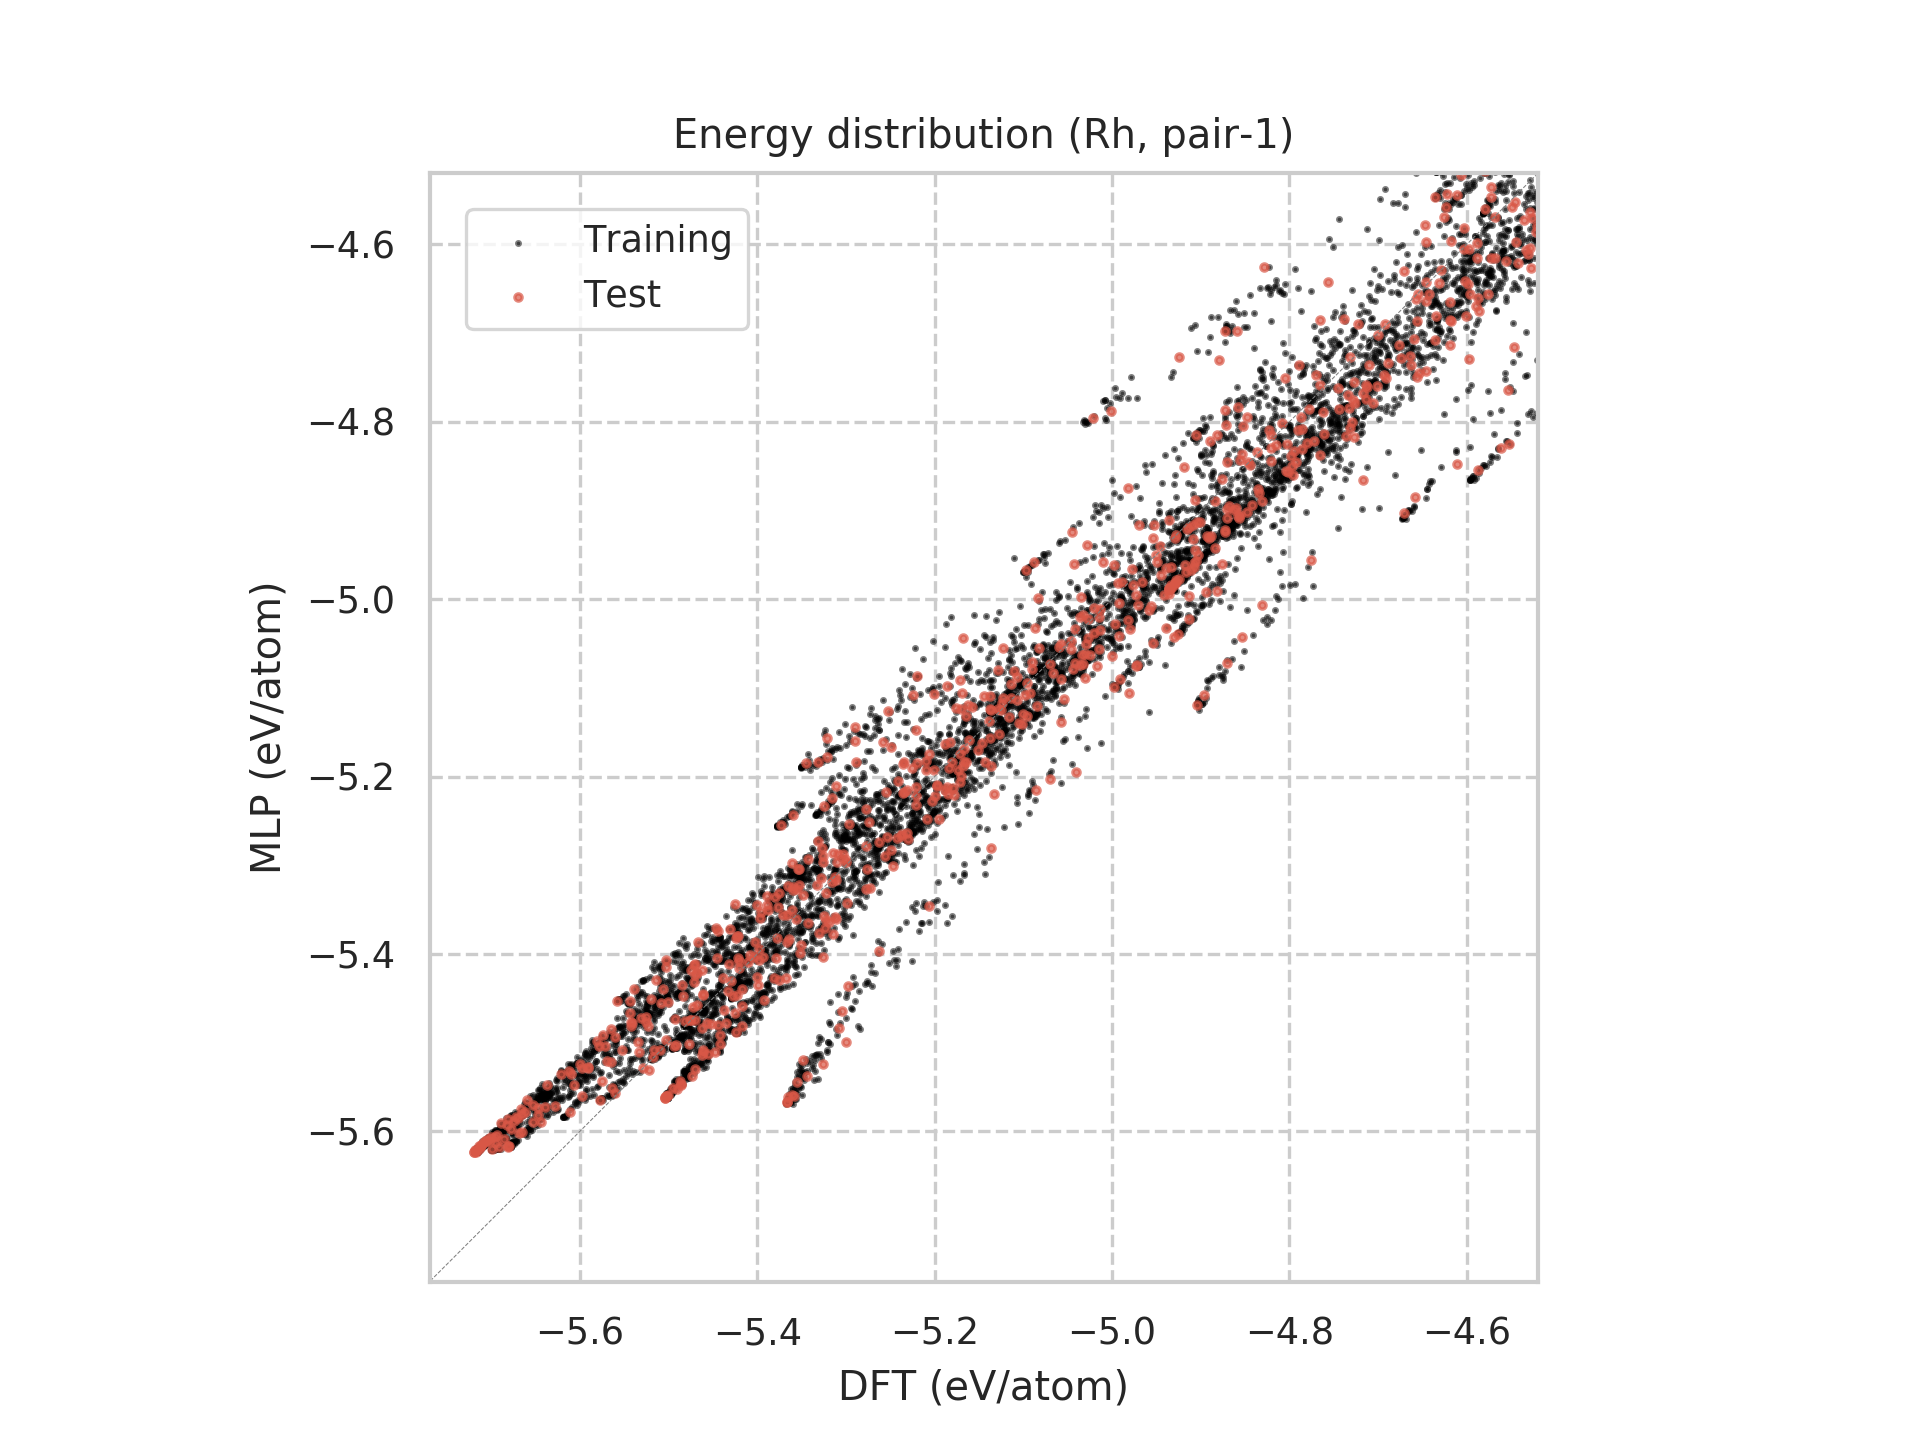 Energy distribution (Rh, pair-1)
Training
Test
−4.6
−4.8
−5.0
−5.2
−5.4
−5.6
MLP (eV/atom)
−5.6
−5.4
−5.2
−5.0
−4.8
−4.6
DFT (eV/atom)